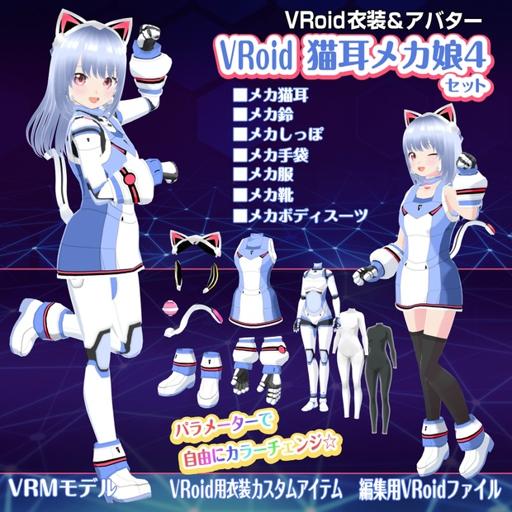 VRoid衣装&アバター
VRoid 猫耳メカ娘4
セット
■メカ猫耳
■メカ鈴
■メカしっぽ
■メカ手袋
■メカ服
■メカ靴
■メカボディスーツ
パラメーターで
自由にカラーチェンジ☆
VRMモデル VRoid用衣装カスタムアイテム 編集用VRoidファイル